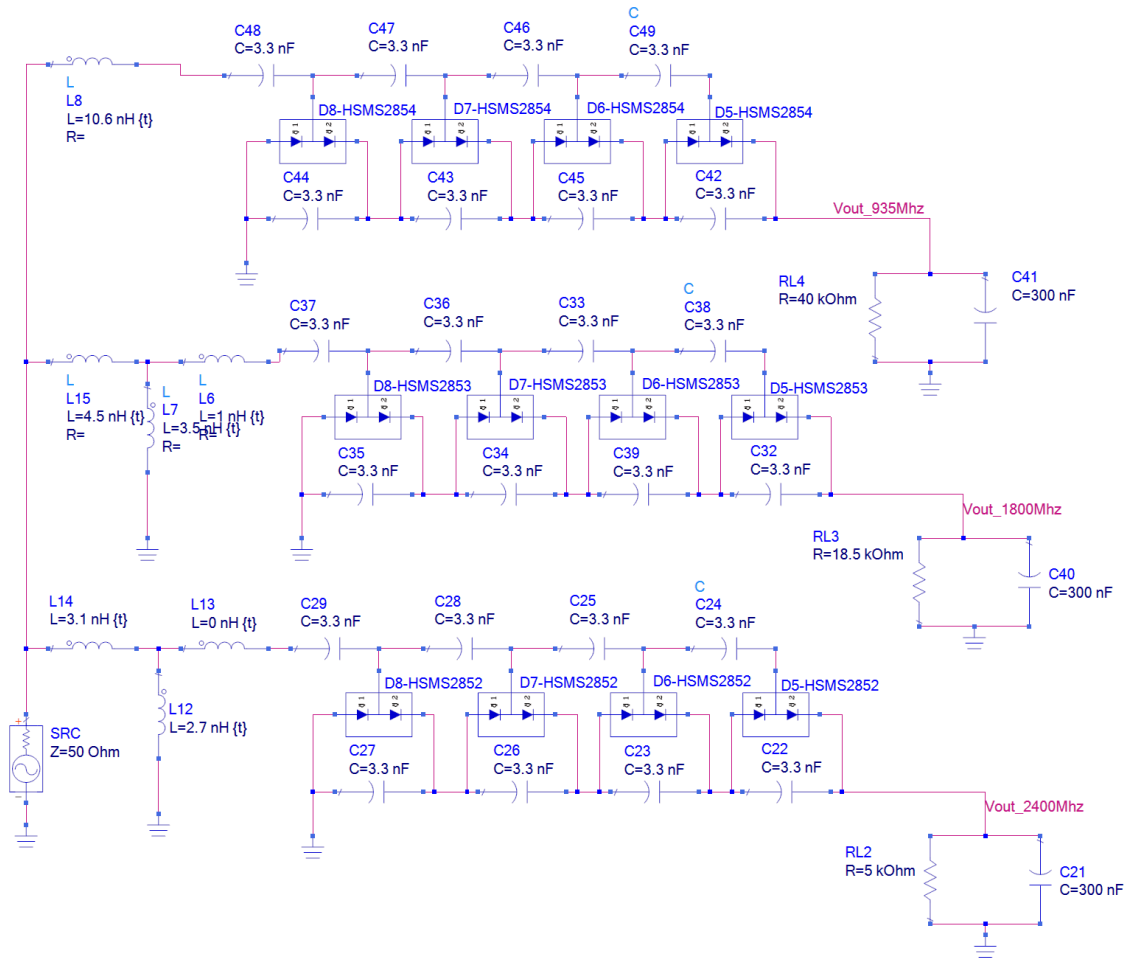 C48
C=3.3 nF
C47
C=3.3 nF
C46
C=3.3 nF
C
C49
C=3.3 nF
L
L8
L=10.6 nH {t}
R=
D8-HSMS2854
D7-HSMS2854
D6-HSMS2854
D5-HSMS2854
C44
C=3.3 nF
C43
C=3.3 nF
C45
C=3.3 nF
C42
C=3.3 nF
Vout_935Mhz
RL4
R=40 kOhm
C41
C=300 nF
C37
C=3.3 nF
C36
C=3.3 nF
C33
C=3.3 nF
C
C38
C=3.3 nF
L
L15
L=4.5 nH {t}
R=
L
L7
L=3.5 nH {t}
R=
L
L6
L=1 nH {t}
R=
D8-HSMS2853
D7-HSMS2853
D6-HSMS2853
D5-HSMS2853
C35
C=3.3 nF
C34
C=3.3 nF
C39
C=3.3 nF
C32
C=3.3 nF
Vout_1800Mhz
RL3
R=18.5 kOhm
C40
C=300 nF
L14
L=3.1 nH {t}
L13
L=0 nH {t}
C29
C=3.3 nF
C28
C=3.3 nF
C25
C=3.3 nF
C
C24
C=3.3 nF
L12
L=2.7 nH {t}
D8-HSMS2852
D7-HSMS2852
D6-HSMS2852
D5-HSMS2852
SRC
Z=50 Ohm
C27
C=3.3 nF
C26
C=3.3 nF
C23
C=3.3 nF
C22
C=3.3 nF
Vout_2400Mhz
RL2
R=5 kOhm
C21
C=300 nF